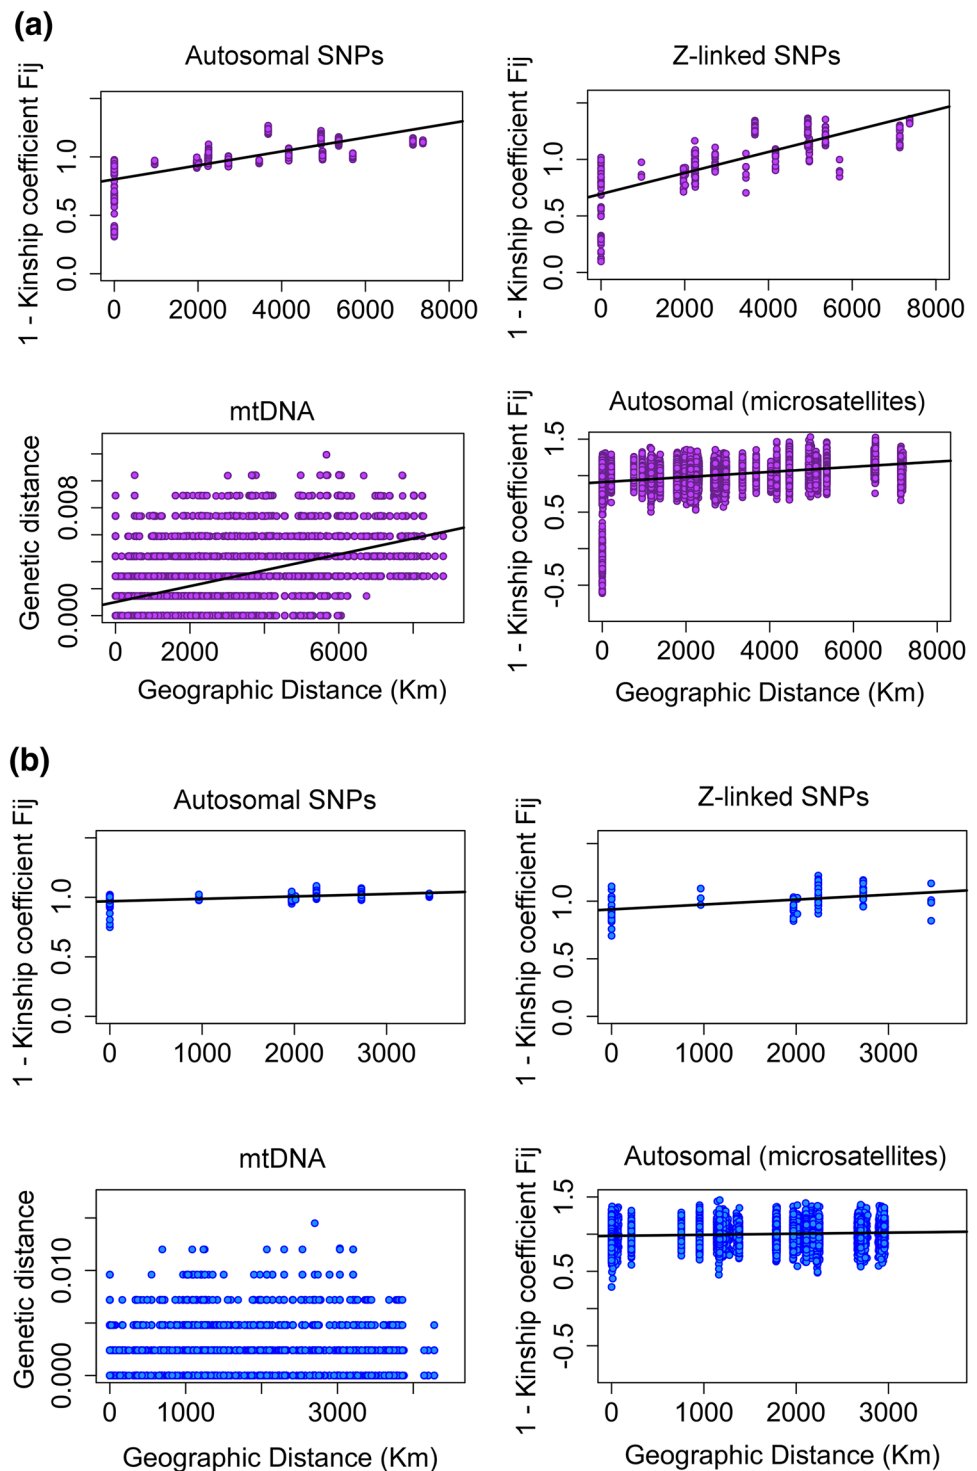 (a)
Autosomal SNPs
1 - Kinship coefficient Fij
0.0 0.5 1.0
0 2000 4000 6000 8000
Z-linked SNPs
1 - Kinship coefficient Fij
0.0 0.5 1.0
0 2000 4000 6000 8000
mtDNA
Genetic distance
0.000 0.008
0 2000 6000
Geographic Distance (Km)
Autosomal (microsatellites)
1 - Kinship coefficient Fij
-0.5 0.5 1.5
0 2000 4000 6000 8000
Geographic Distance (Km)
(b)
Autosomal SNPs
1 - Kinship coefficient Fij
0.0 0.5 1.0
0 1000 2000 3000
Z-linked SNPs
1 - Kinship coefficient Fij
0.0 0.5 1.0
0 1000 2000 3000
mtDNA
Genetic distance
0.000 0.010
0 1000 3000
Geographic Distance (Km)
Autosomal (microsatellites)
1 - Kinship coefficient Fij
-0.5 0.5 1.5
0 1000 2000 3000
Geographic Distance (Km)